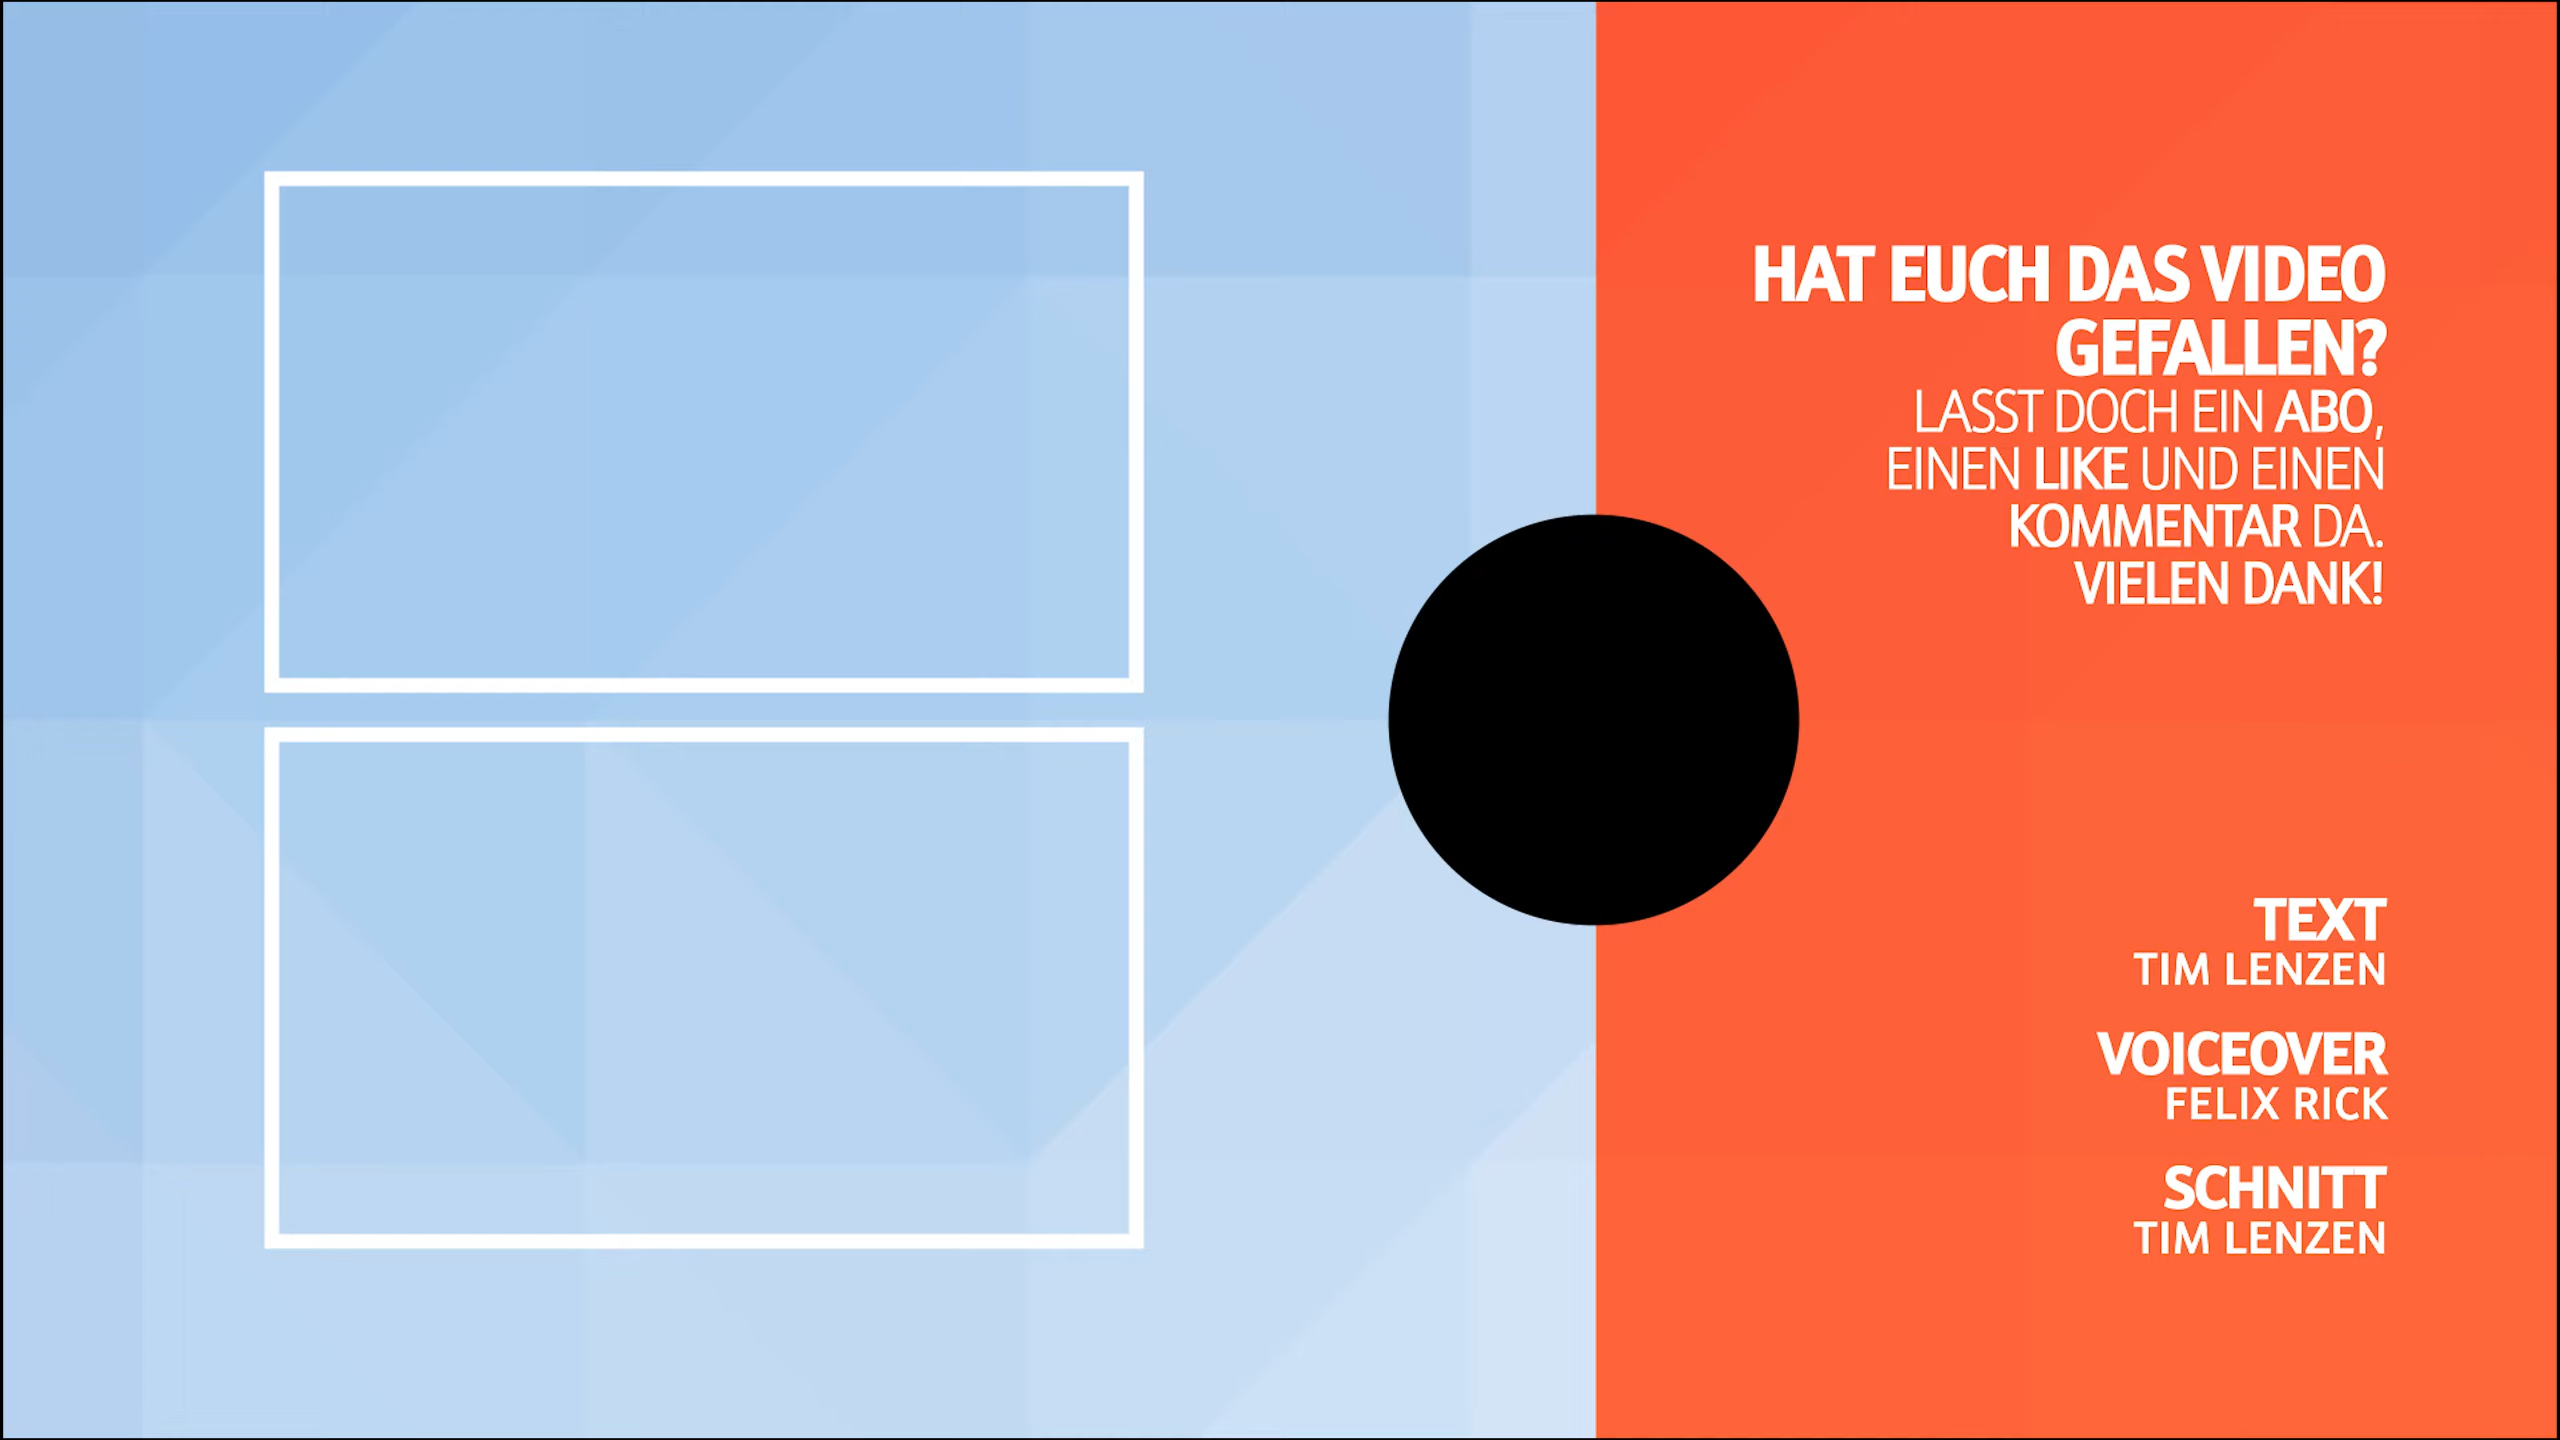 HAT EUCH DAS VIDEO
GEFALLEN?
LASST DOCH EIN ABO,
EINEN LIKE UND EINEN
KOMMENTAR DA.
VIELEN DANK!
TEXT
TIM LENZEN
VOICEOVER
FELIX RICK
SCHNITT
TIM LENZEN